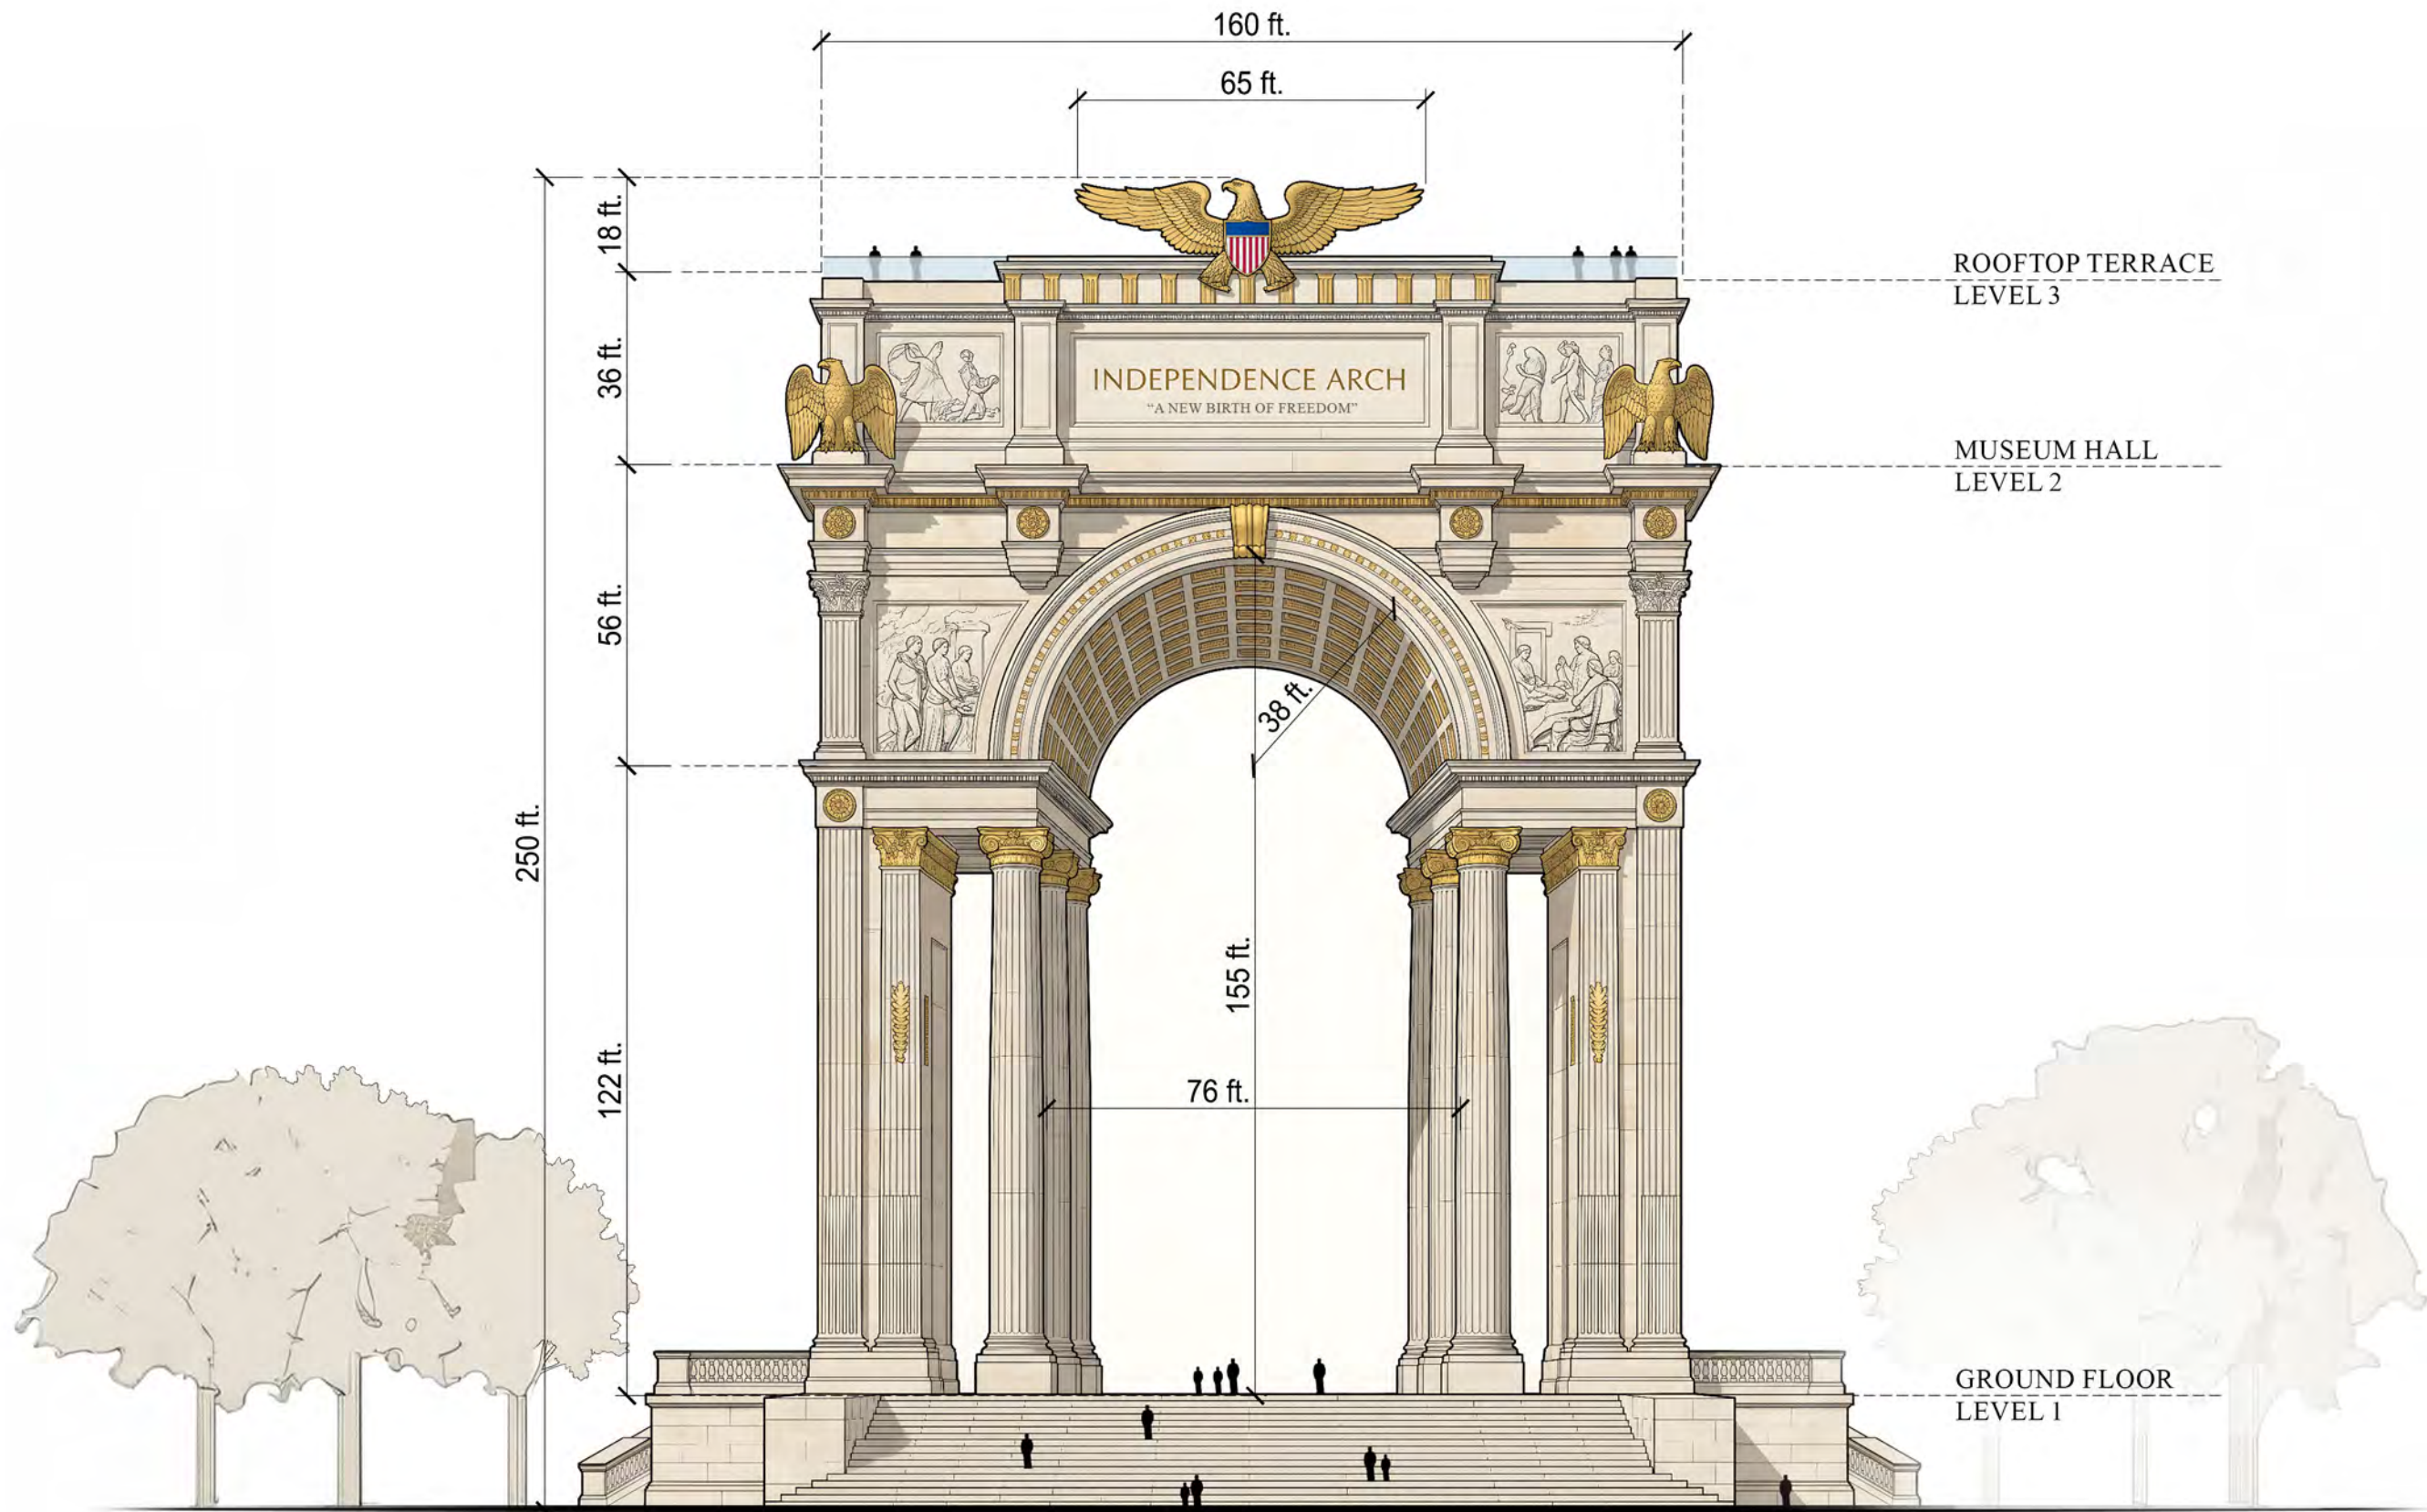 160 ft.
65 ft.
18 ft.
ROOFTOP TERRACE
LEVEL 3
36 ft.
INDEPENDENCE ARCH
“A NEW BIRTH OF FREEDOM”
MUSEUM HALL
LEVEL 2
56 ft.
38 ft.
250 ft.
155 ft.
122 ft.
76 ft.
GROUND FLOOR
LEVEL 1